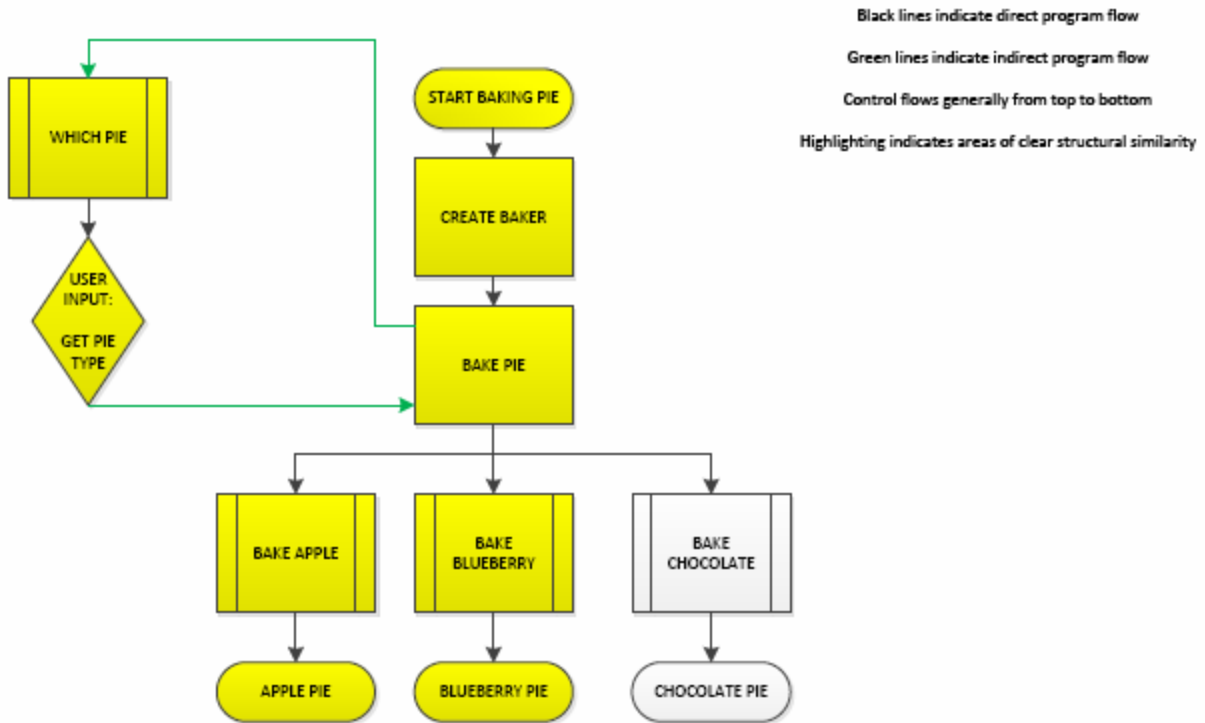 Black lines indicate direct program flow
Green lines indicate indirect program flow
Control flows generally from top to bottom
Highlighting indicates areas of clear structural similarity
START BAKING PIE
WHICH PIE
CREATE BAKER
USER
INPUT:
GET PIE
TYPE
BAKE PIE
BAKE APPLE
BAKE
BLUEBERRY
BAKE
CHOCOLATE
APPLE PIE
BLUEBERRY PIE
CHOCOLATE PIE